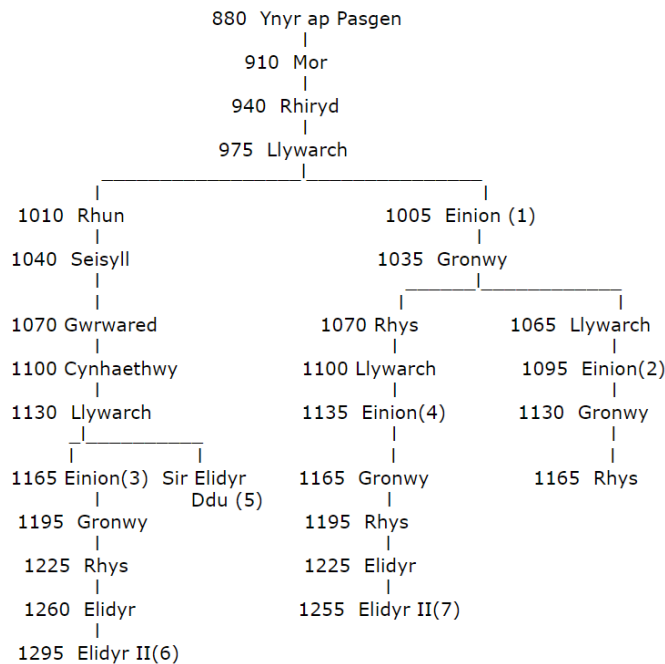 880 Ynyr ap Pasgen
910 Mor
940 Rhiryd
975 Llywarch
1010 Rhun 1005 Einion (1)
1040 Seisyll 1035 Gronwy
1070 Gwrwared 1070 Rhys 1065 Llywarch
1100 Cynhaethwy 1100 Llywarch 1095 Einion(2)
1130 Llywarch 1135 Einion(4) 1130 Gronwy
1165 Einion(3) Sir Elidyr 1165 Gronwy 1165 Rhys
Ddu (5)
1195 Gronwy 1195 Rhys
1225 Rhys 1225 Elidyr
1260 Elidyr 1255 Elidyr II(7)
1295 Elidyr II(6)